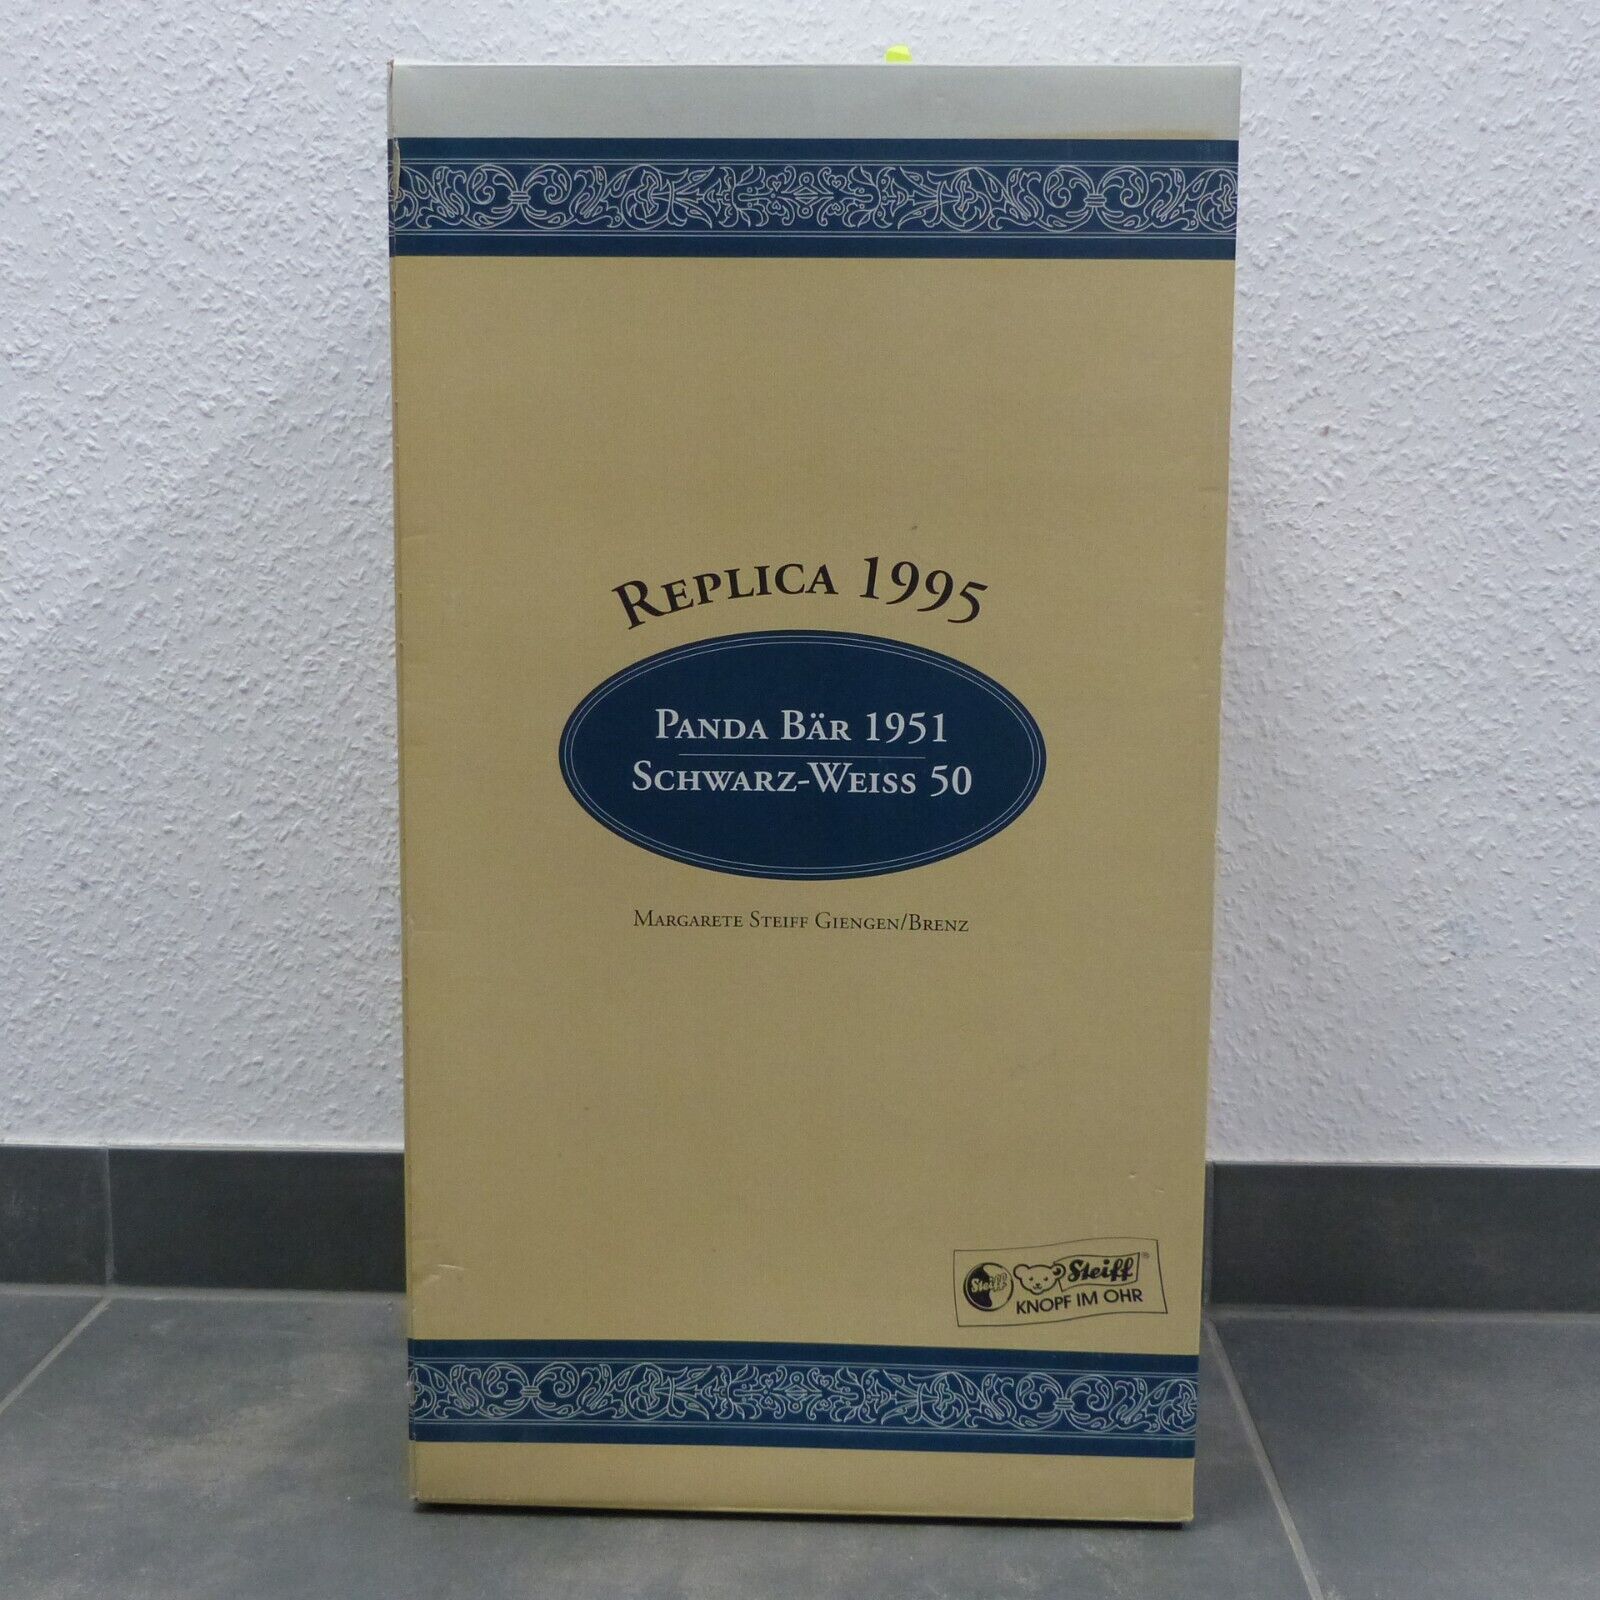 REPLICA 1995
PANDA BÄR 1951
SCHWARZ-WEISS 50
MARGARETE STEIFF GIENGEN/BRENZ
Steiff
Steiff®
KNOPF IM OHR